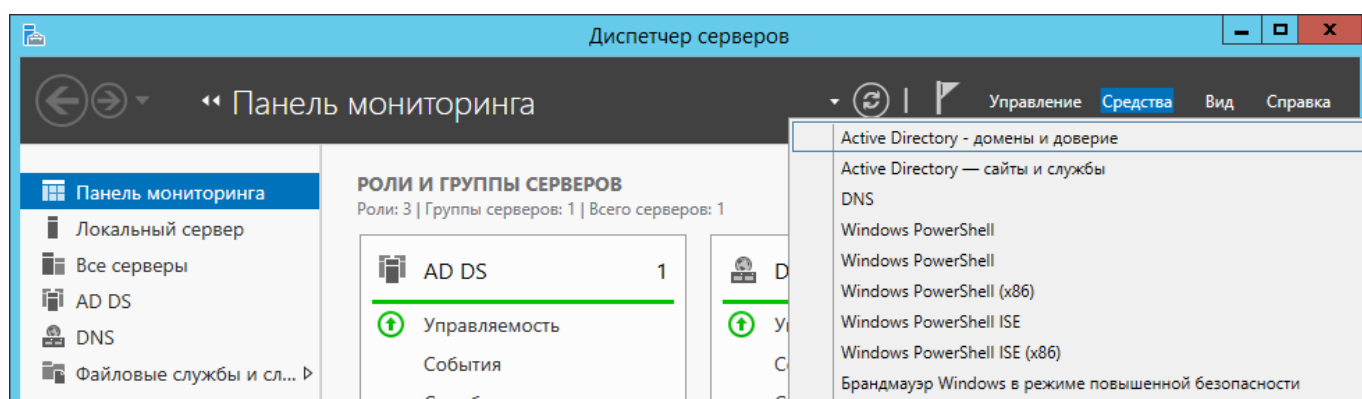 Диспетчер серверов
Панель мониторинга
Управление Средства Вид Справка
Active Directory - домены и доверие
Active Directory — сайты и службы
DNS
Windows PowerShell
Windows PowerShell
Windows PowerShell (x86)
Windows PowerShell ISE
Windows PowerShell ISE (x86)
Брандмауэр Windows в режиме повышенной безопасности
Панель мониторинга
Локальный сервер
Все серверы
AD DS
DNS
Файловые службы и сл...
РОЛИ И ГРУППЫ СЕРВЕРОВ
Роли: 3 | Группы серверов: 1 | Всего серверов: 1
AD DS 1
Управляемость
События